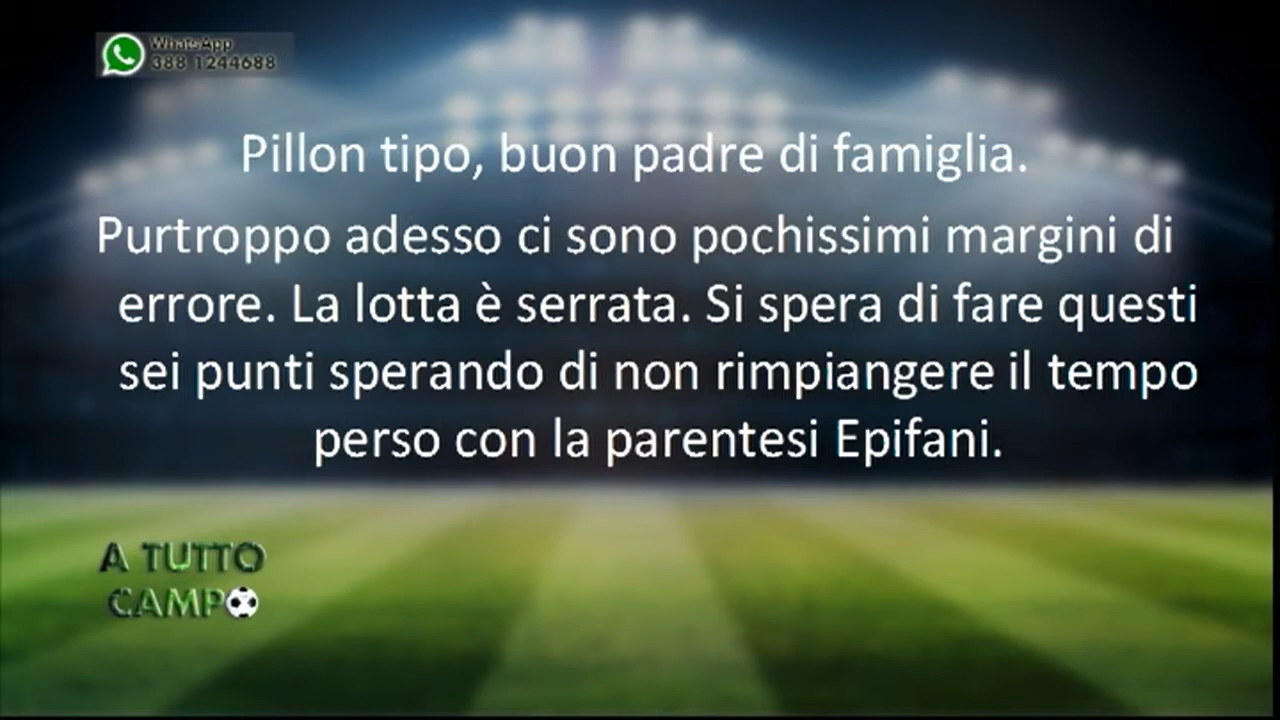 WhatsApp
388 1244688
Pillon tipo, buon padre di famiglia.
Purtroppo adesso ci sono pochissimi margini di
errore. La lotta è serrata. Si spera di fare questi
sei punti sperando di non rimpiangere il tempo
perso con la parentesi Epifani.
A TUTTO
CAMPO